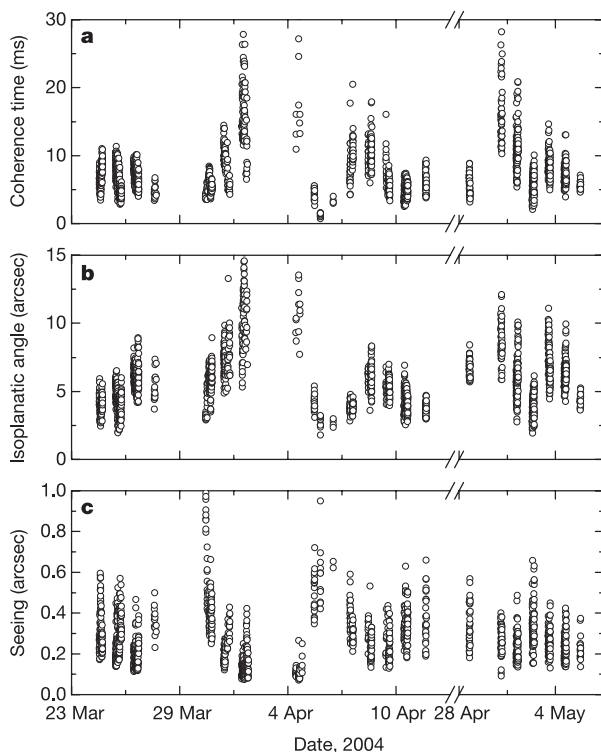 a
30
20
10
0
Coherence time (ms)
b
15
10
5
0
Isoplanatic angle (arcsec)
c
1.0
0.8
0.6
0.4
0.2
0.0
Seeing (arcsec)
23 Mar 29 Mar 4 Apr 10 Apr 28 Apr 4 May
Date, 2004